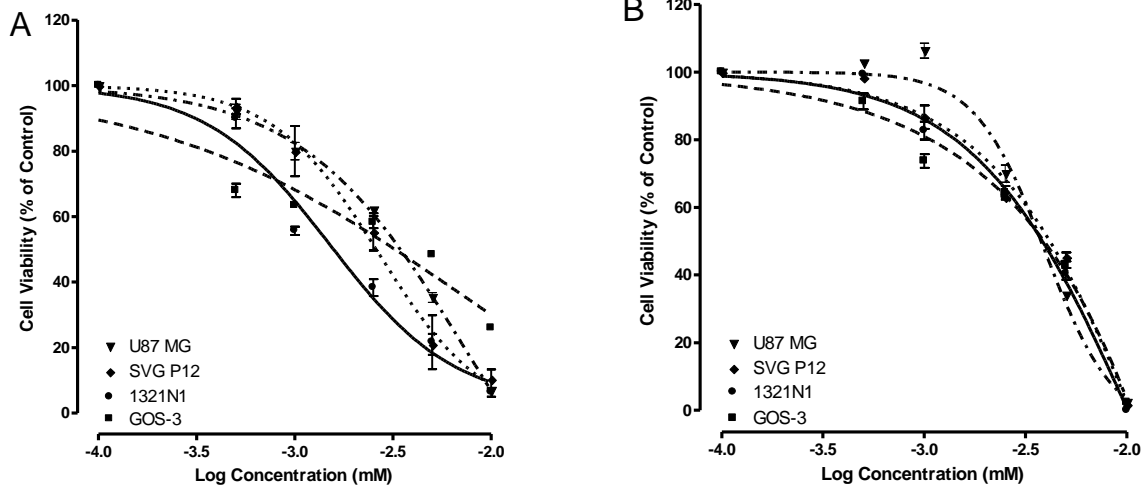 A
120
100
80
60
40
20
0
Cell Viability (% of Control)
U87 MG
SVG P12
1321N1
GOS-3
-4.0 -3.5 -3.0 -2.5 -2.0
Log Concentration (mM)
B
120
100
80
60
40
20
0
Cell Viability (% of Control)
U87 MG
SVG P12
1321N1
GOS-3
-4.0 -3.5 -3.0 -2.5 -2.0
Log Concentration (mM)